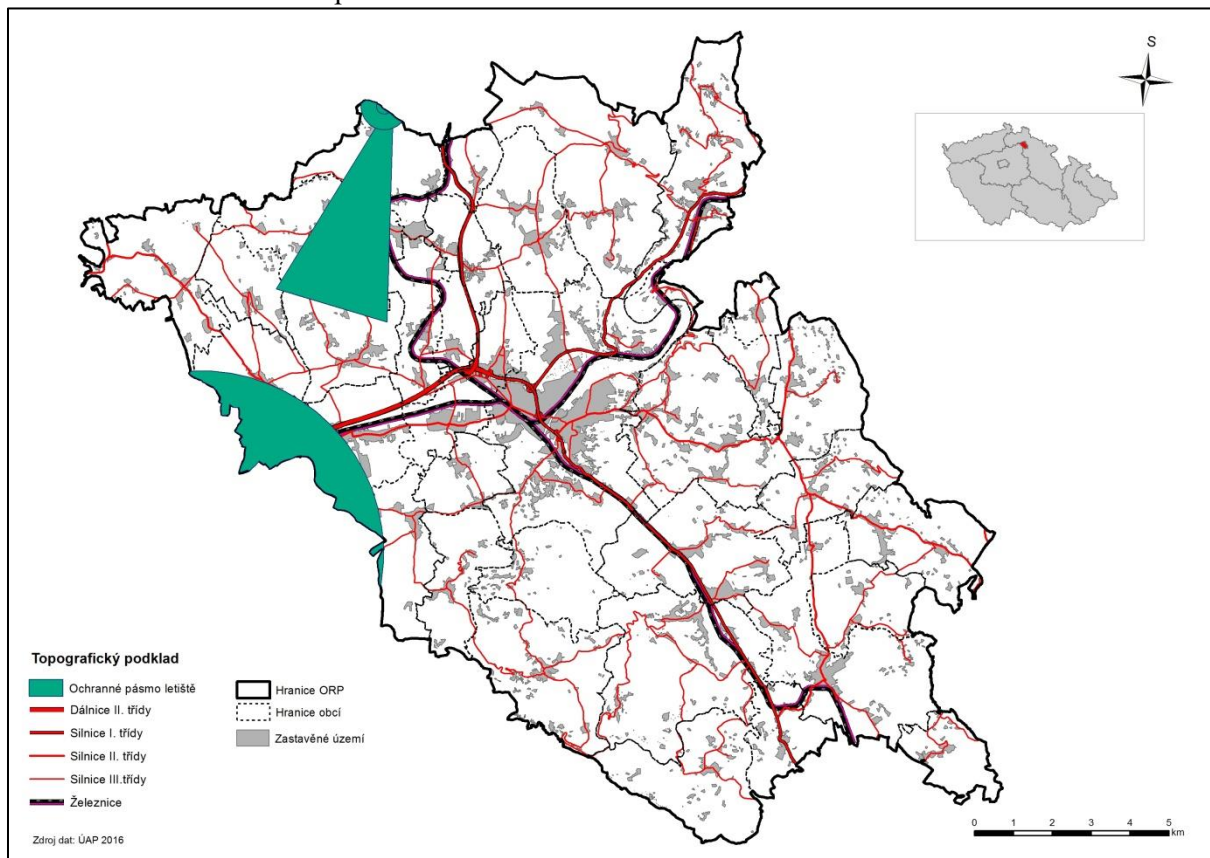 S
Topografický podklad
Ochranné pásmo letiště
Dálnice II. třídy
Silnice I. třídy
Silnice II. třídy
Silnice III.třídy
Železnice
Hranice ORP
Hranice obcí
Zastavěné území
Zdroj dat: ÚAP 2016
0 1 2 3 4 5
km